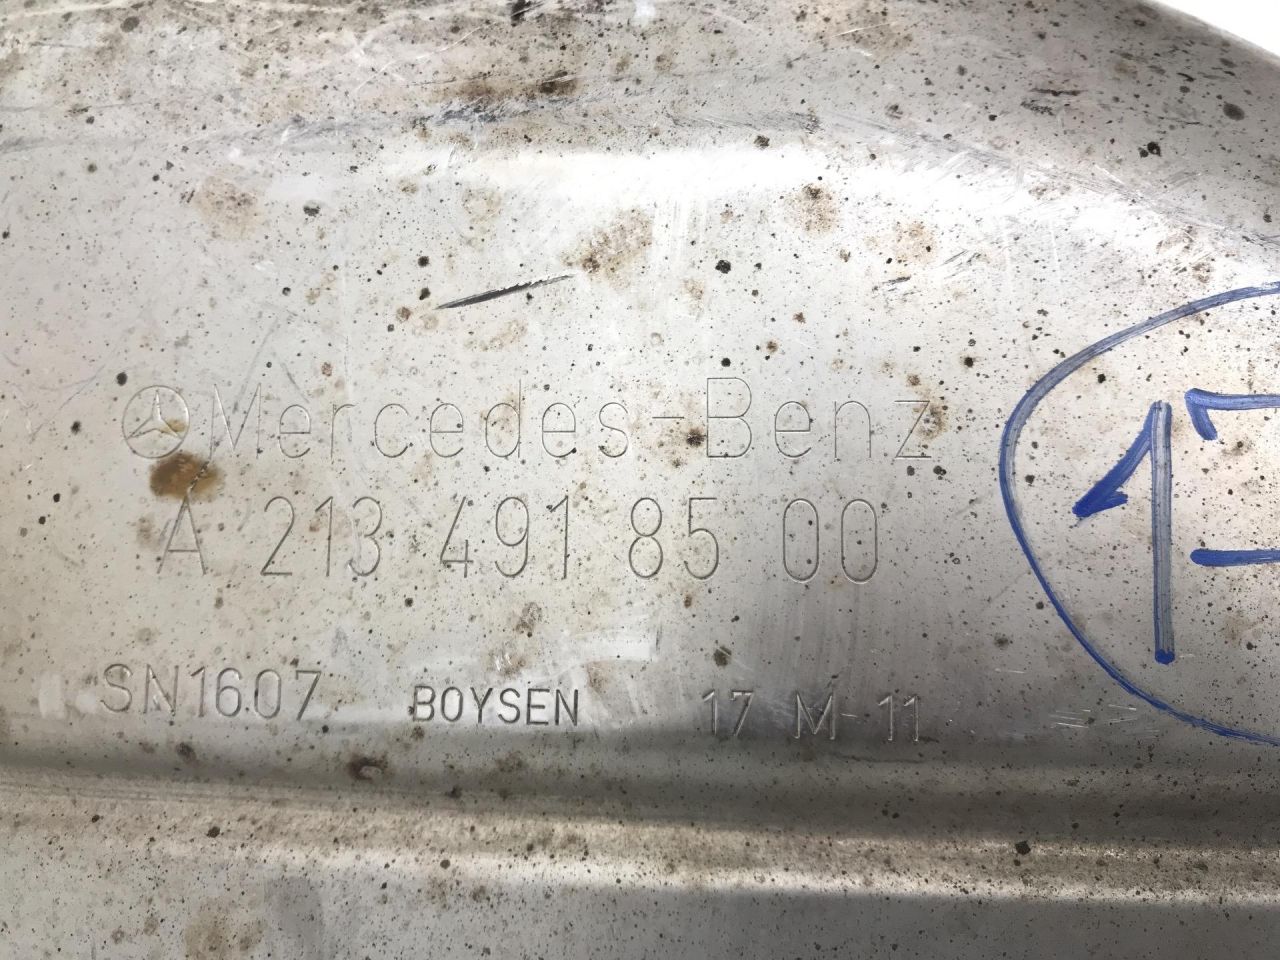 Mercedes-Benz
A 213 491 85 00
SN1607 BOYSEN 17 M-11